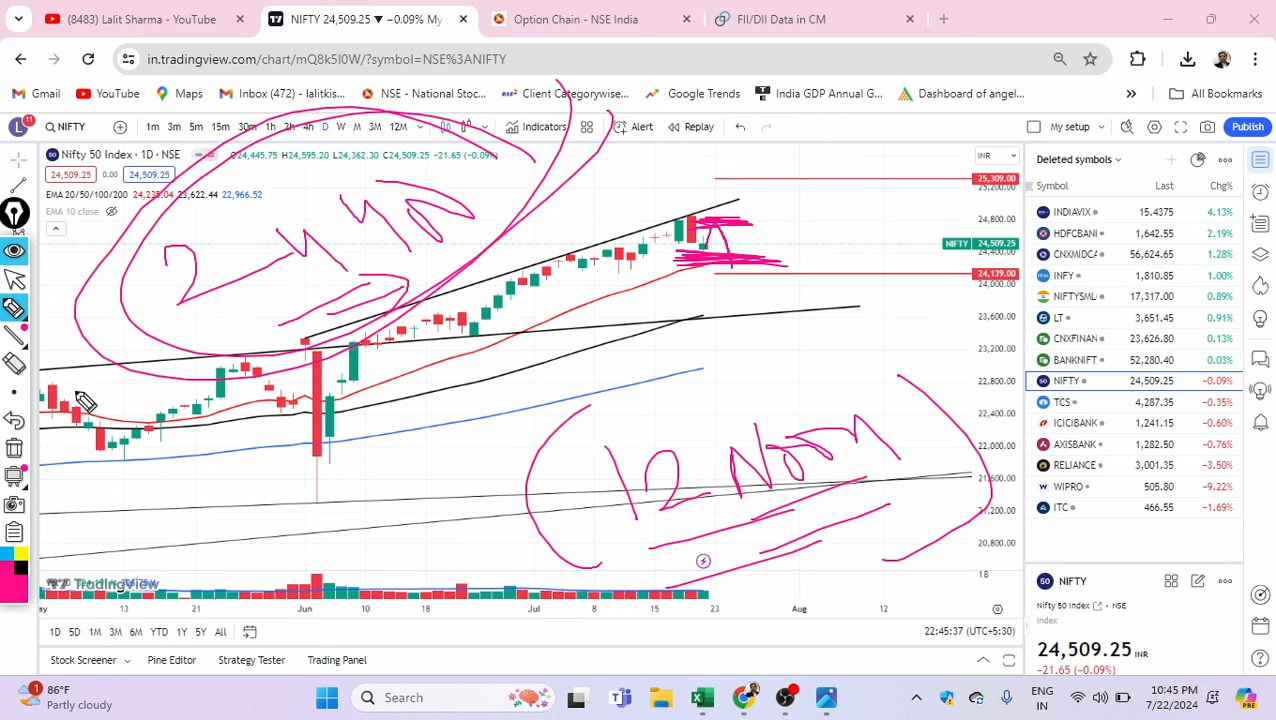 (8483) Lalit Sharma - YouTube
NIFTY 24,509.25 ▼ −0.09% My
Option Chain - NSE India
FII/DII Data in CM
in.tradingview.com/chart/mQ8k5I0W/?symbol=NSE%3ANIFTY
Gmail
YouTube
Maps
Inbox (472) - lalitkis...
NSE - National Stoc...
Client Categorywise...
Google Trends
India GDP Annual G...
Dashboard of angel...
All Bookmarks
L 11
NIFTY
1m 3m 5m 15m 30m 1h 2h 4h D W M 3M 12M
Indicators
Alert
Replay
My setup
Publish
Nifty 50 Index · 1D · NSE
O24,445.75 H24,595.20 L24,362.30 C24,509.25 −21.65 (−0.09%)
24,509.25 0.00 24,509.25
EMA 20/50/100/200 24,235.04 23,622.44 22,966.52
EMA 10 close
INR
25,309.00
25,200.00
24,800.00
NIFTY 24,509.25
24,400.00
24,139.00
24,000.00
23,600.00
23,200.00
22,800.00
22,400.00
22,000.00
21,600.00
21,200.00
20,800.00
12
TradingView
18
13 21 Jun 10 18 Jul 8 15 23 Aug 12
1D 5D 1M 3M 6M YTD 1Y 5Y All
22:45:37 (UTC+5:30)
Stock Screener
Pine Editor
Strategy Tester
Trading Panel
Deleted symbols
Symbol Last Chg%
INDIAVIX 15.4375 4.13%
HDFCBANI 1,642.55 2.19%
CNXMIDCA 56,624.65 1.28%
INFY 1,810.85 1.00%
NIFTYSML 17,317.00 0.89%
LT 3,651.45 0.91%
CNXFINAN 23,626.80 0.13%
BANKNIFT 52,280.40 0.03%
NIFTY 24,509.25 −0.09%
TCS 4,287.35 −0.35%
ICICIBANK 1,241.15 −0.60%
AXISBANK 1,282.50 −0.76%
RELIANCE 3,001.35 −3.50%
WIPRO 505.80 −9.22%
ITC 466.55 −1.69%
NIFTY
Nifty 50 Index NSE
Index
24,509.25 INR
−21.65 (−0.09%)
1
86°F
Partly cloudy
Search
ENG
IN
10:45 PM
7/22/2024
PRE